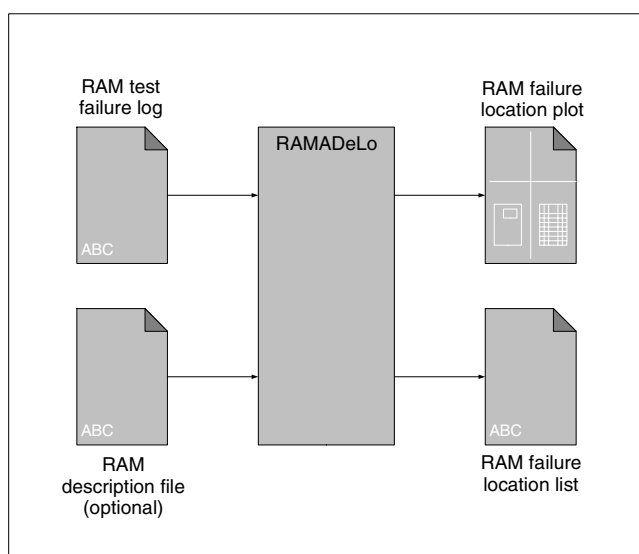 RAM test
failure log
RAM failure
location plot
RAMADeLo
ABC
ABC
ABC
RAM
description file
(optional)
RAM failure
location list